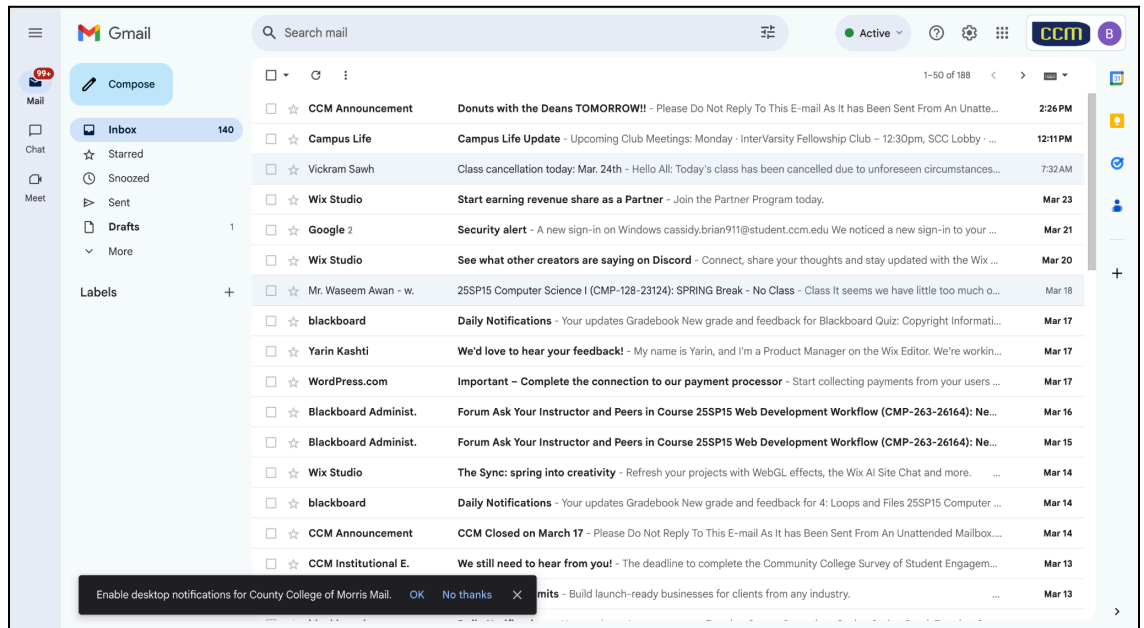 Gmail
Search mail
Active
ccm
B
99+
Mail
Chat
Meet
Compose
Inbox 140
Starred
Snoozed
Sent
Drafts 1
More
Labels
1–50 of 188
31
CCM Announcement Donuts with the Deans TOMORROW!! - Please Do Not Reply To This E-mail As It has Been Sent From An Unatte... 2:26 PM
Campus Life Campus Life Update - Upcoming Club Meetings: Monday · InterVarsity Fellowship Club – 12:30pm, SCC Lobby · ... 12:11 PM
Vickram Sawh Class cancellation today: Mar. 24th - Hello All: Today's class has been cancelled due to unforeseen circumstances... 7:32 AM
Wix Studio Start earning revenue share as a Partner - Join the Partner Program today. Mar 23
Google 2 Security alert - A new sign-in on Windows cassidy.brian911@student.ccm.edu We noticed a new sign-in to your ... Mar 21
Wix Studio See what other creators are saying on Discord - Connect, share your thoughts and stay updated with the Wix ... Mar 20
Mr. Waseem Awan - w. 25SP15 Computer Science I (CMP-128-23124): SPRING Break - No Class - Class It seems we have little too much o... Mar 18
blackboard Daily Notifications - Your updates Gradebook New grade and feedback for Blackboard Quiz: Copyright Informati... Mar 17
Yarin Kashti We'd love to hear your feedback! - My name is Yarin, and I'm a Product Manager on the Wix Editor. We're workin... Mar 17
WordPress.com Important – Complete the connection to our payment processor - Start collecting payments from your users ... Mar 17
Blackboard Administ. Forum Ask Your Instructor and Peers in Course 25SP15 Web Development Workflow (CMP-263-26164): Ne... Mar 16
Blackboard Administ. Forum Ask Your Instructor and Peers in Course 25SP15 Web Development Workflow (CMP-263-26164): Ne... Mar 15
Wix Studio The Sync: spring into creativity - Refresh your projects with WebGL effects, the Wix AI Site Chat and more. ... Mar 14
blackboard Daily Notifications - Your updates Gradebook New grade and feedback for 4: Loops and Files 25SP15 Computer ... Mar 14
CCM Announcement CCM Closed on March 17 - Please Do Not Reply To This E-mail As It has Been Sent From An Unattended Mailbox.... Mar 14
CCM Institutional E. We still need to hear from you! - The deadline to complete the Community College Survey of Student Engagem... Mar 13
mits - Build launch-ready businesses for clients from any industry. ... Mar 13
Enable desktop notifications for County College of Morris Mail. OK No thanks